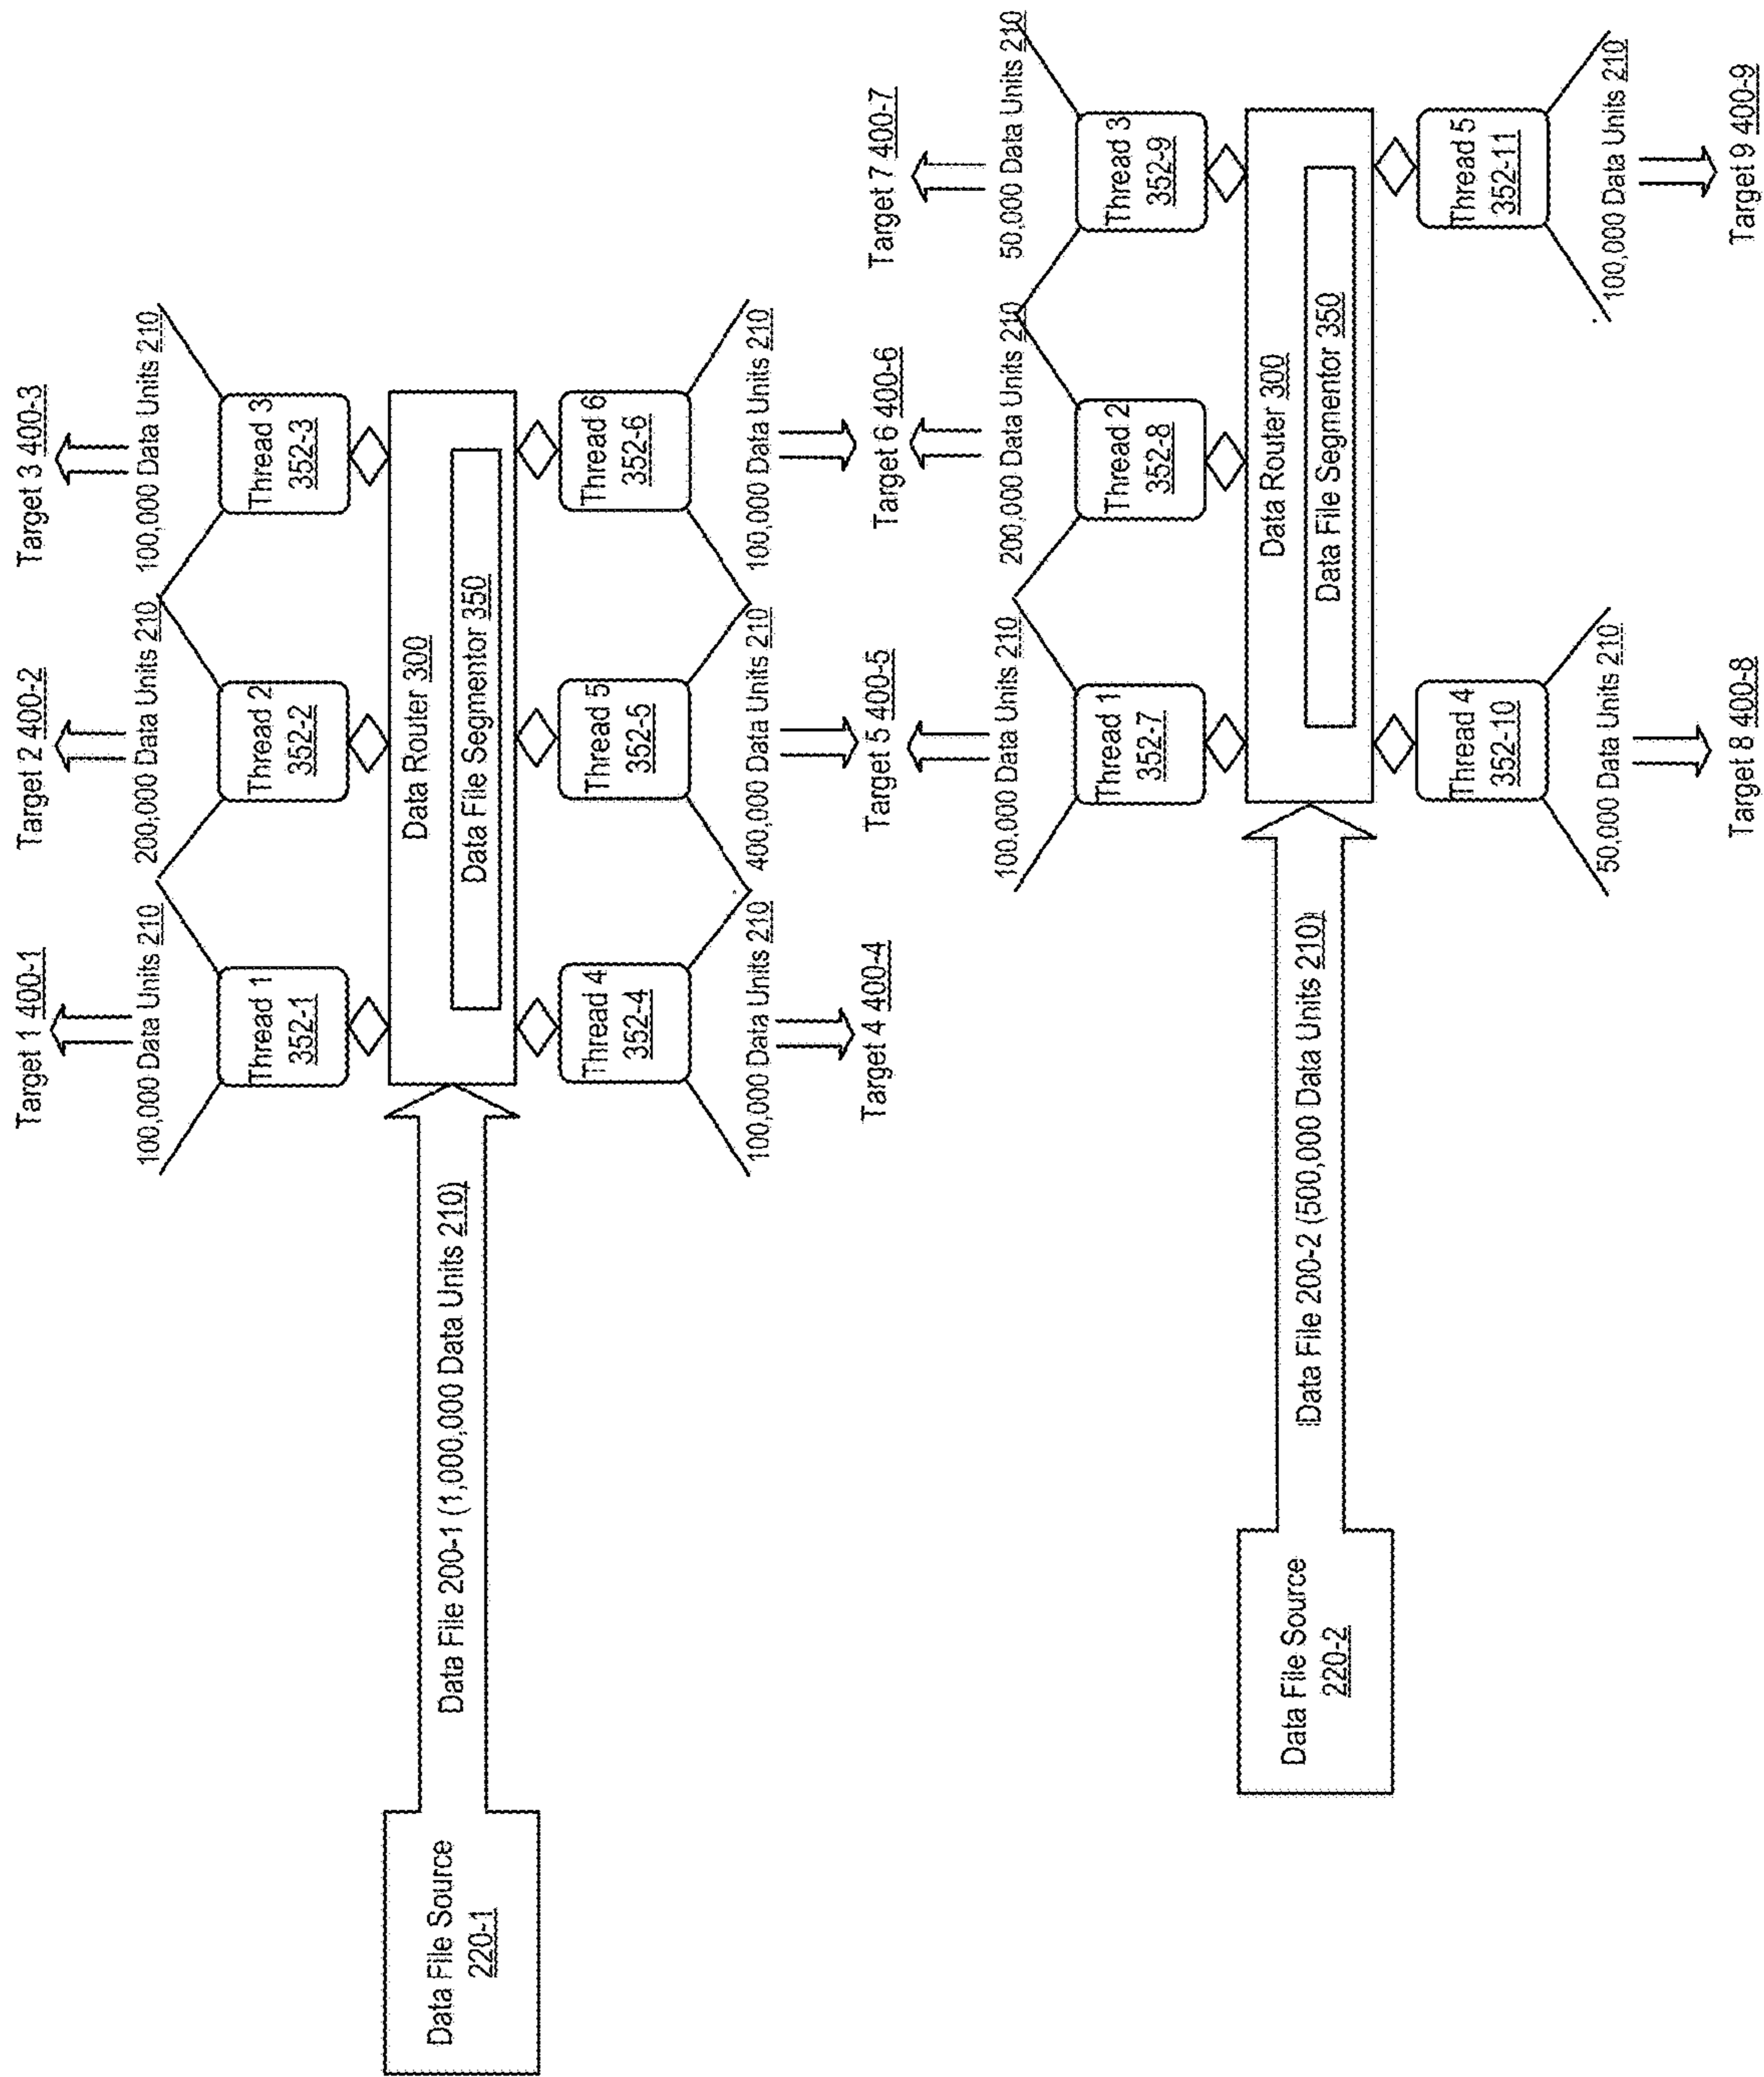 Target 1 400-1
Target 2 400-2
Target 3 400-3
100,000 Data Units 210
200,000 Data Units 210
100,000 Data Units 210
Thread 1
352-1
Thread 2
352-2
Thread 3
352-3
Data File Source
220-1
Data File 200-1 (1,000,000 Data Units 210)
Data Router 300
Data File Segmentor 350
Thread 4
352-4
Thread 5
352-5
Thread 6
352-6
100,000 Data Units 210
400,000 Data Units 210
100,000 Data Units 210
Target 4 400-4
Target 5 400-5
Target 6 400-6
Target 7 400-7
100,000 Data Units 210
200,000 Data Units 210
50,000 Data Units 210
Thread 1
352-7
Thread 2
352-8
Thread 3
352-9
Data File Source
220-2
Data File 200-2 (500,000 Data Units 210)
Data Router 300
Data File Segmentor 350
Thread 4
352-10
Thread 5
352-11
50,000 Data Units 210
100,000 Data Units 210
Target 8 400-8
Target 9 400-9